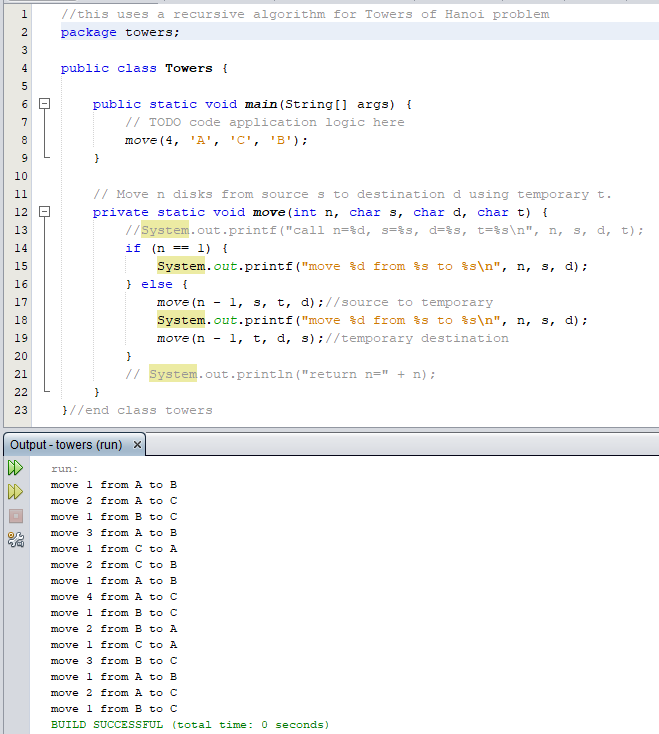 1 //this uses a recursive algorithm for Towers of Hanoi problem
2 package towers;
3
4 public class Towers {
5
6 public static void main(String[] args) {
7 // TODO code application logic here
8 move(4, 'A', 'C', 'B');
9 }
10
11 // Move n disks from source s to destination d using temporary t.
12 private static void move(int n, char s, char d, char t) {
13 //System.out.printf("call n=%d, s=%s, d=%s, t=%s\n", n, s, d, t);
14 if (n == 1) {
15 System.out.printf("move %d from %s to %s\n", n, s, d);
16 } else {
17 move(n - 1, s, t, d);//source to temporary
18 System.out.printf("move %d from %s to %s\n", n, s, d);
19 move(n - 1, t, d, s);//temporary destination
20 }
21 // System.out.println("return n=" + n);
22 }
23 }//end class towers
Output - towers (run) ×
run:
move 1 from A to B
move 2 from A to C
move 1 from B to C
move 3 from A to B
move 1 from C to A
move 2 from C to B
move 1 from A to B
move 4 from A to C
move 1 from B to C
move 2 from B to A
move 1 from C to A
move 3 from B to C
move 1 from A to B
move 2 from A to C
move 1 from B to C
BUILD SUCCESSFUL (total time: 0 seconds)